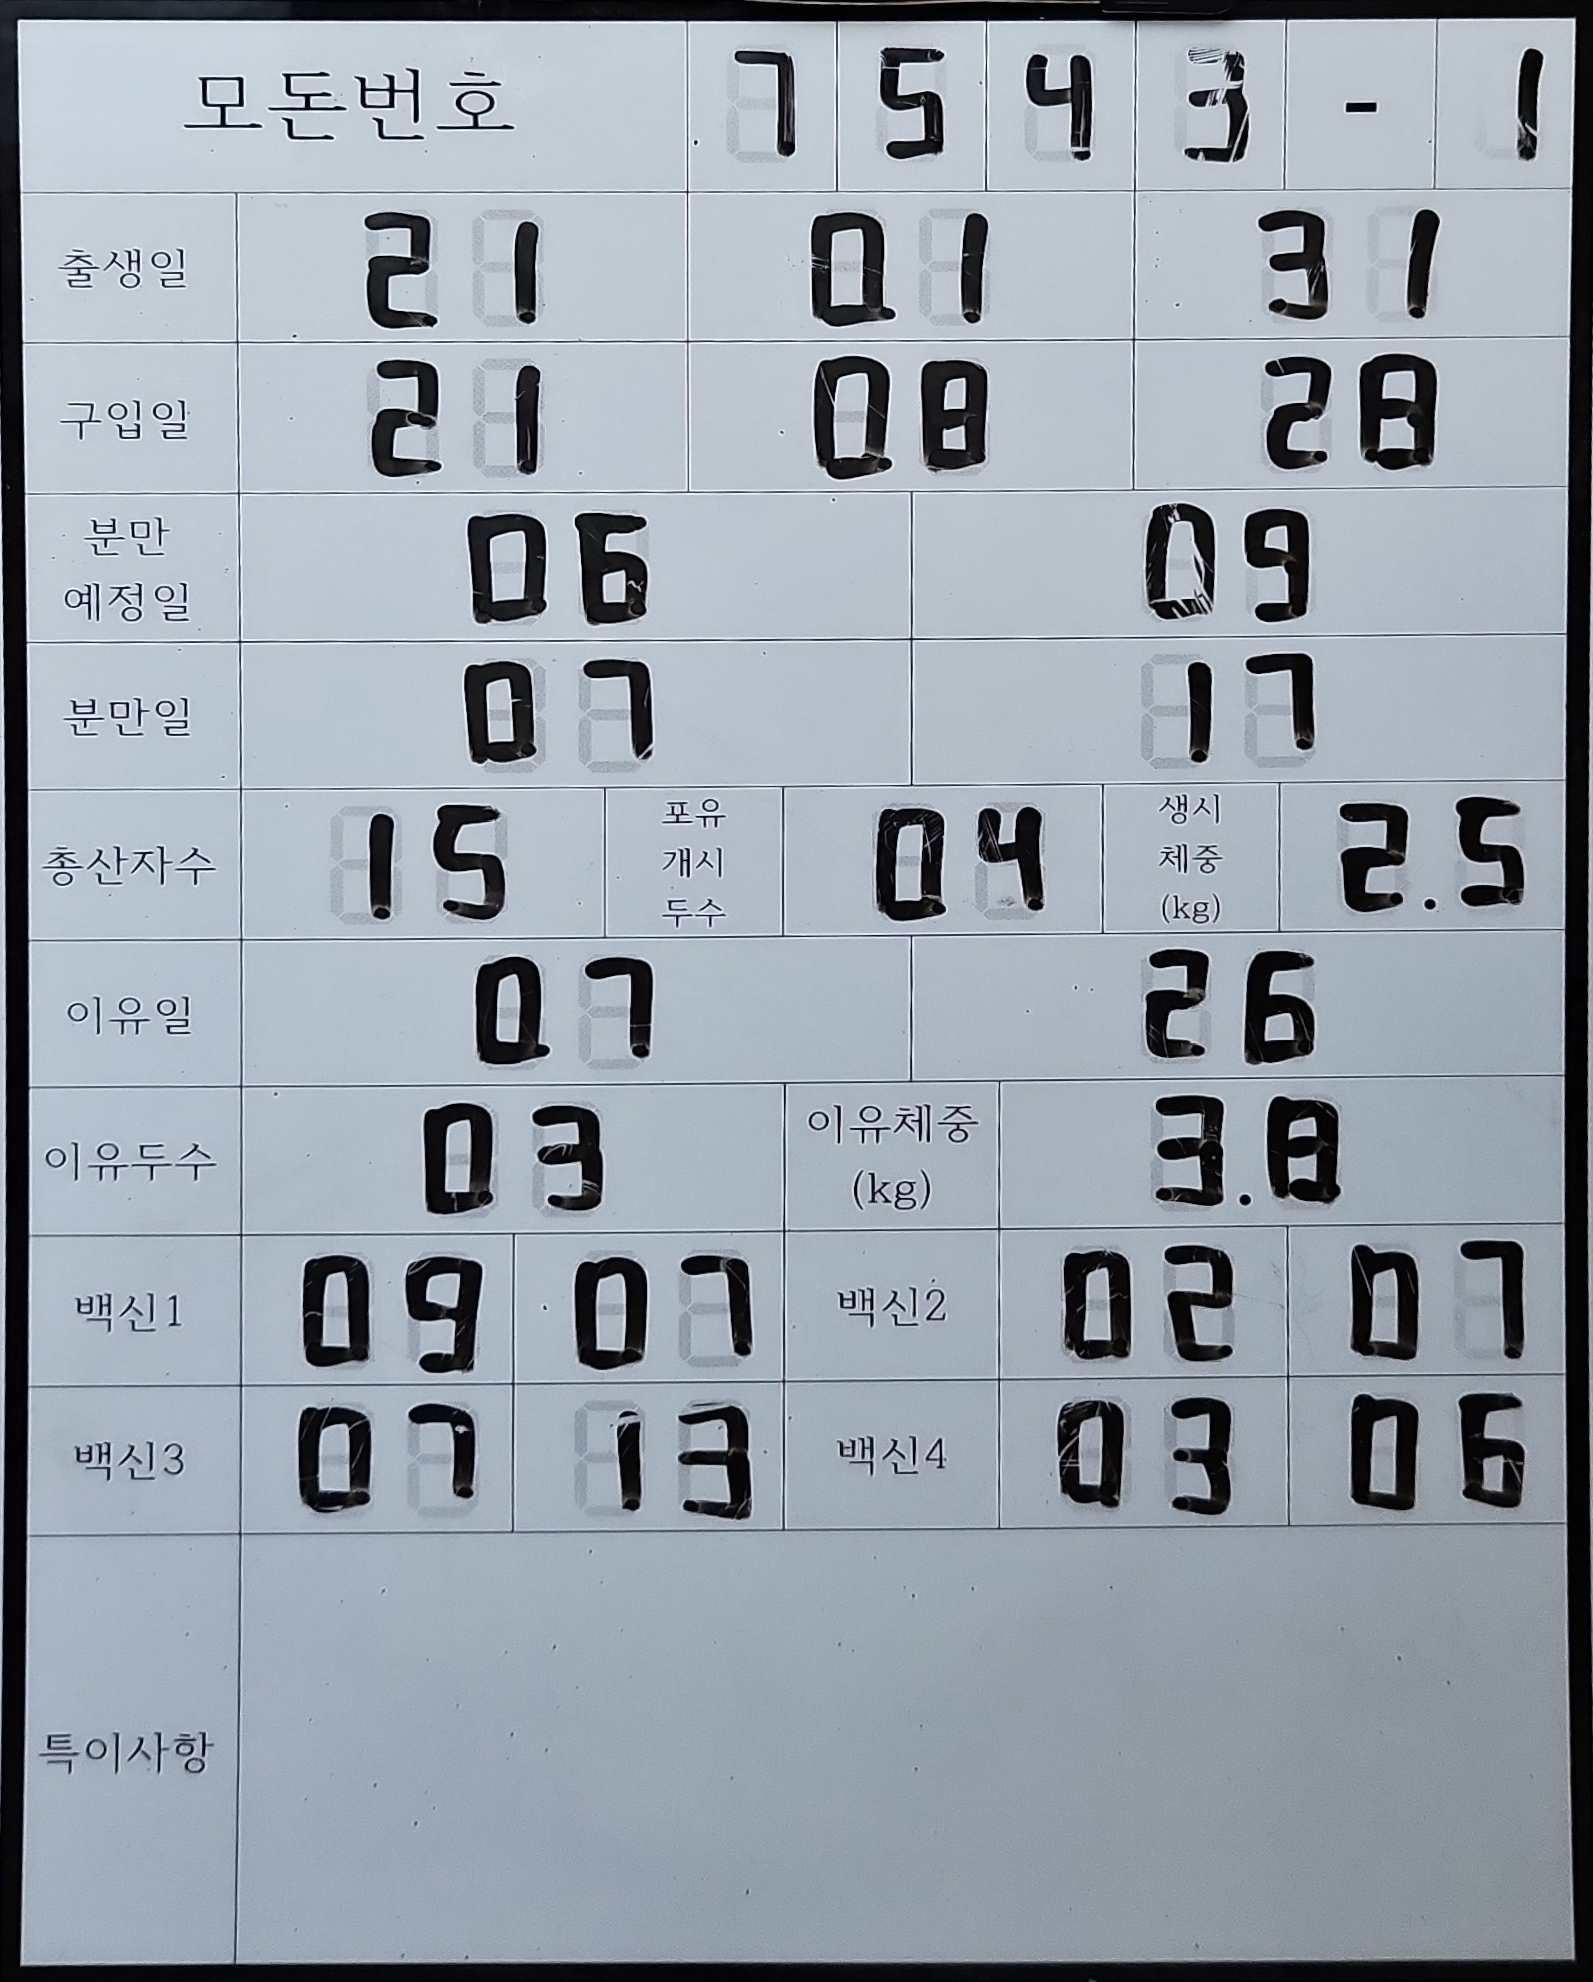 모돈번호 7 5 4 3 - 1
출생일 21 01 31
구입일 21 08 28
분만
예정일 06 09
분만일 07 17
총산자수 15 포유
개시
두수 04 생시
체중
(kg) 2.5
이유일 07 26
이유두수 03 이유체중
(kg) 3.8
백신1 09 07 백신2 02 07
백신3 07 13 백신4 03 06
특이사항